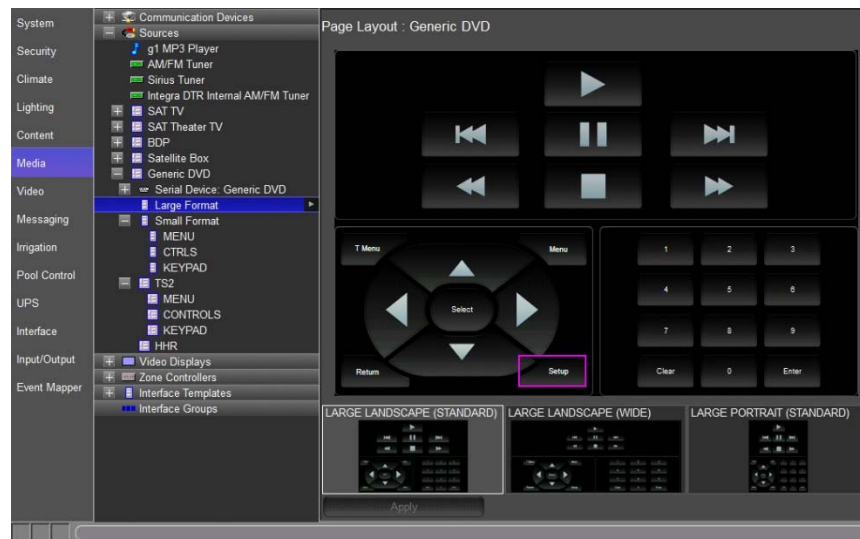 System
Security
Climate
Lighting
Content
Media
Video
Messaging
Irrigation
Pool Control
UPS
Interface
Input/Output
Event Mapper
Communication Devices
Sources
g1 MP3 Player
AM/FM Tuner
Sirius Tuner
Integra DTR Internal AM/FM Tuner
SAT TV
SAT Theater TV
BDP
Satellite Box
Generic DVD
Serial Device: Generic DVD
Large Format
Small Format
MENU
CTRLS
KEYPAD
TS2
MENU
CONTROLS
KEYPAD
HHR
Video Displays
Zone Controllers
Interface Templates
Interface Groups
Page Layout : Generic DVD
T Menu
Menu
Select
Return
Setup
1 2 3
4 5 6
7 8 9
Clear 0 Enter
LARGE LANDSCAPE (STANDARD)
LARGE LANDSCAPE (WIDE)
LARGE PORTRAIT (STANDARD)
Apply